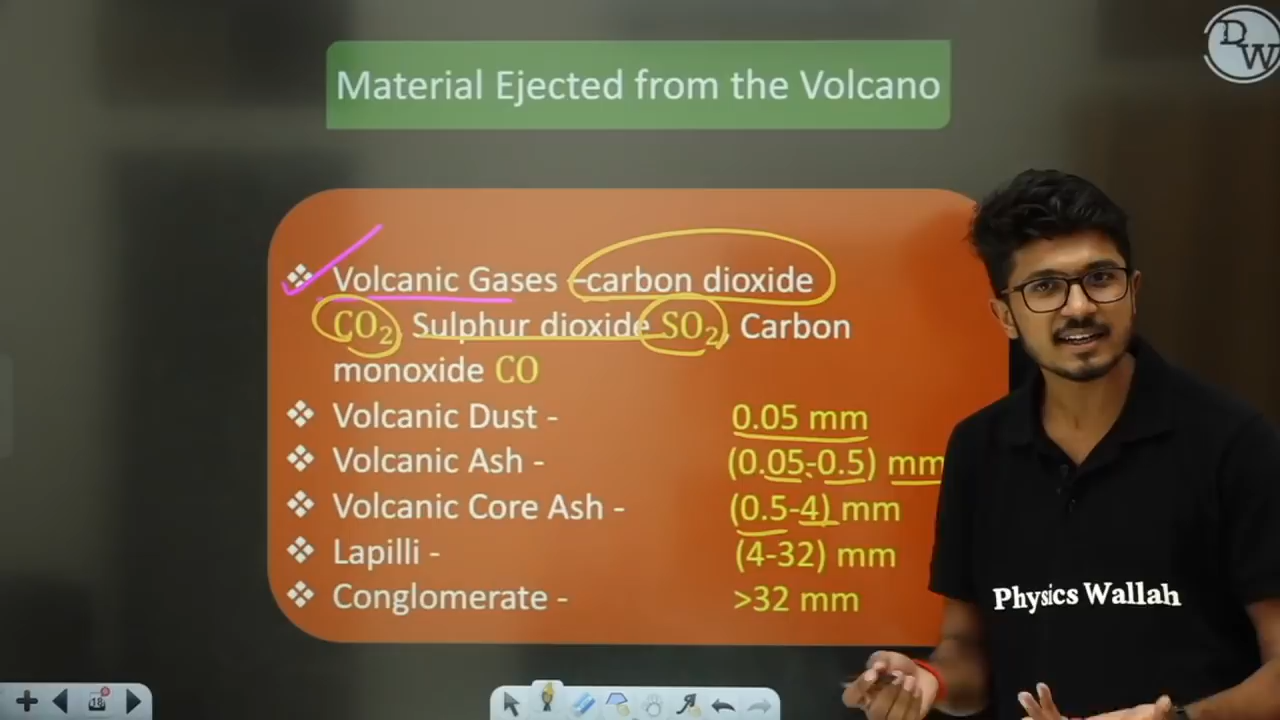 DW
Material Ejected from the Volcano
❖ Volcanic Gases –carbon dioxide
CO₂, Sulphur dioxide SO₂, Carbon
monoxide CO
❖ Volcanic Dust - 0.05 mm
❖ Volcanic Ash - (0.05-0.5) mm
❖ Volcanic Core Ash - (0.5-4) mm
❖ Lapilli - (4-32) mm
❖ Conglomerate - >32 mm
Physics Wallah
18